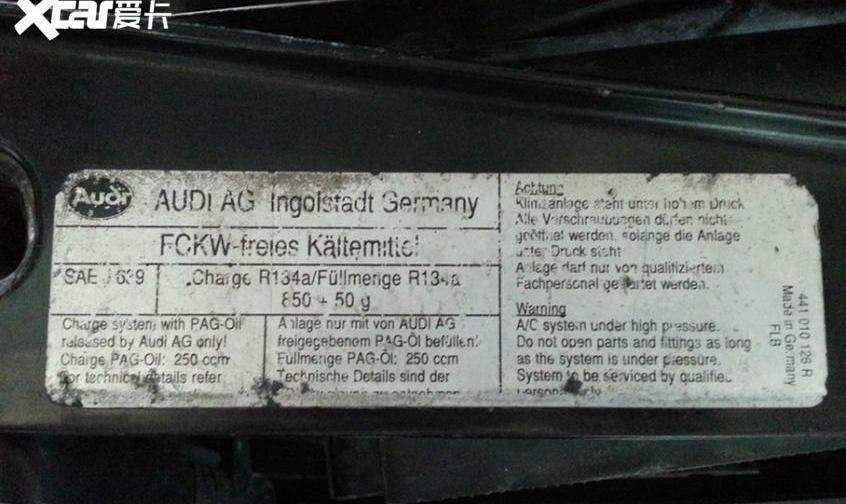 Xcar爱卡
Audi
AUDI AG Ingolstadt Germany
FCKW-freies Kältemittel
SAE J 639
Charge R134a/Füllmenge R134a
850 + 50 g
Charge system with PAG-Oil
released by Audi AG only!
Charge PAG-Oil: 250 ccm
For technical details refer
Anlage nur mit von AUDI AG
freigegebenem PAG-Öl befüllen!
Füllmenge PAG-Öl: 250 ccm
Technische Details sind der
Achtung
Klimaanlage steht unter hohem Druck
Alle Verschraubungen dürfen nicht
geöffnet werden, solange die Anlage
unter Druck steht
Anlage darf nur von qualifiziertem
Fachpersonal gewartet werden.
Warning
A/C system under high pressure.
Do not open parts and fittings as long
as the system is under pressure.
System to be serviced by qualified
personal only.
441 010 126 R
Made in Germany
FLB